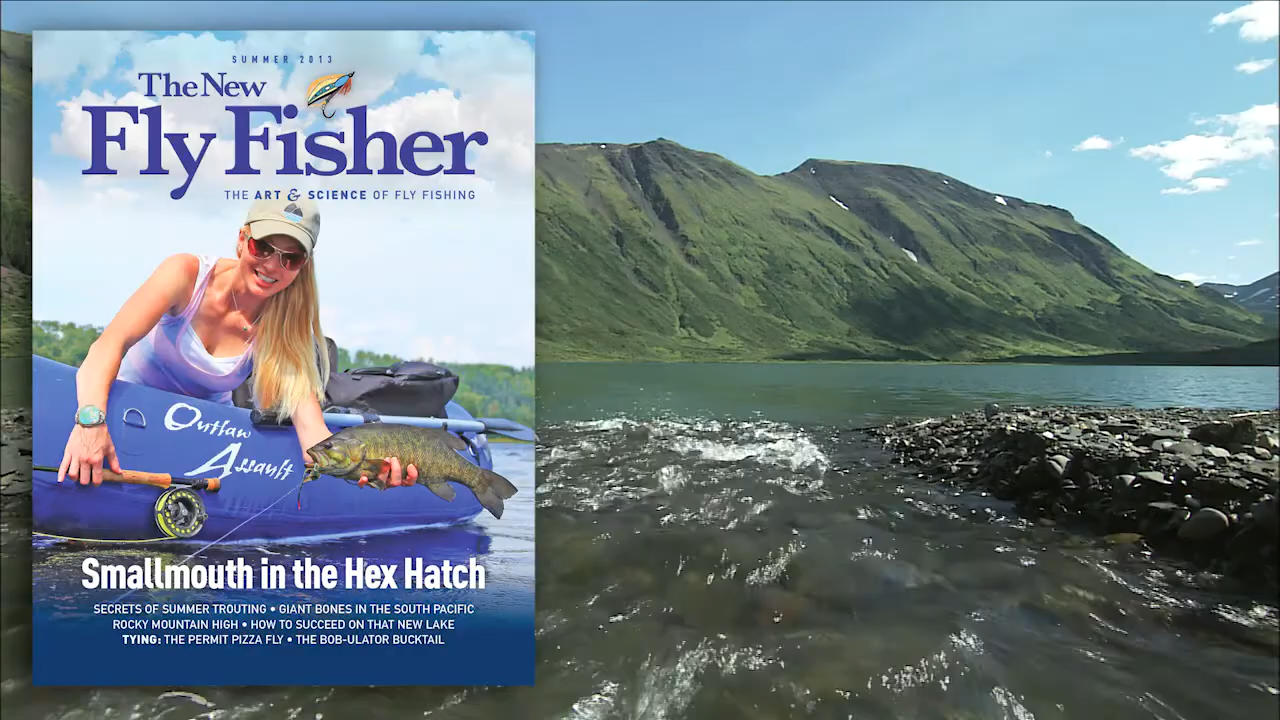 SUMMER 2013
The New
Fly Fisher
THE ART & SCIENCE OF FLY FISHING
Outlaw
Assault
Smallmouth in the Hex Hatch
SECRETS OF SUMMER TROUTING • GIANT BONES IN THE SOUTH PACIFIC
ROCKY MOUNTAIN HIGH • HOW TO SUCCEED ON THAT NEW LAKE
TYING: THE PERMIT PIZZA FLY • THE BOB-ULATOR BUCKTAIL